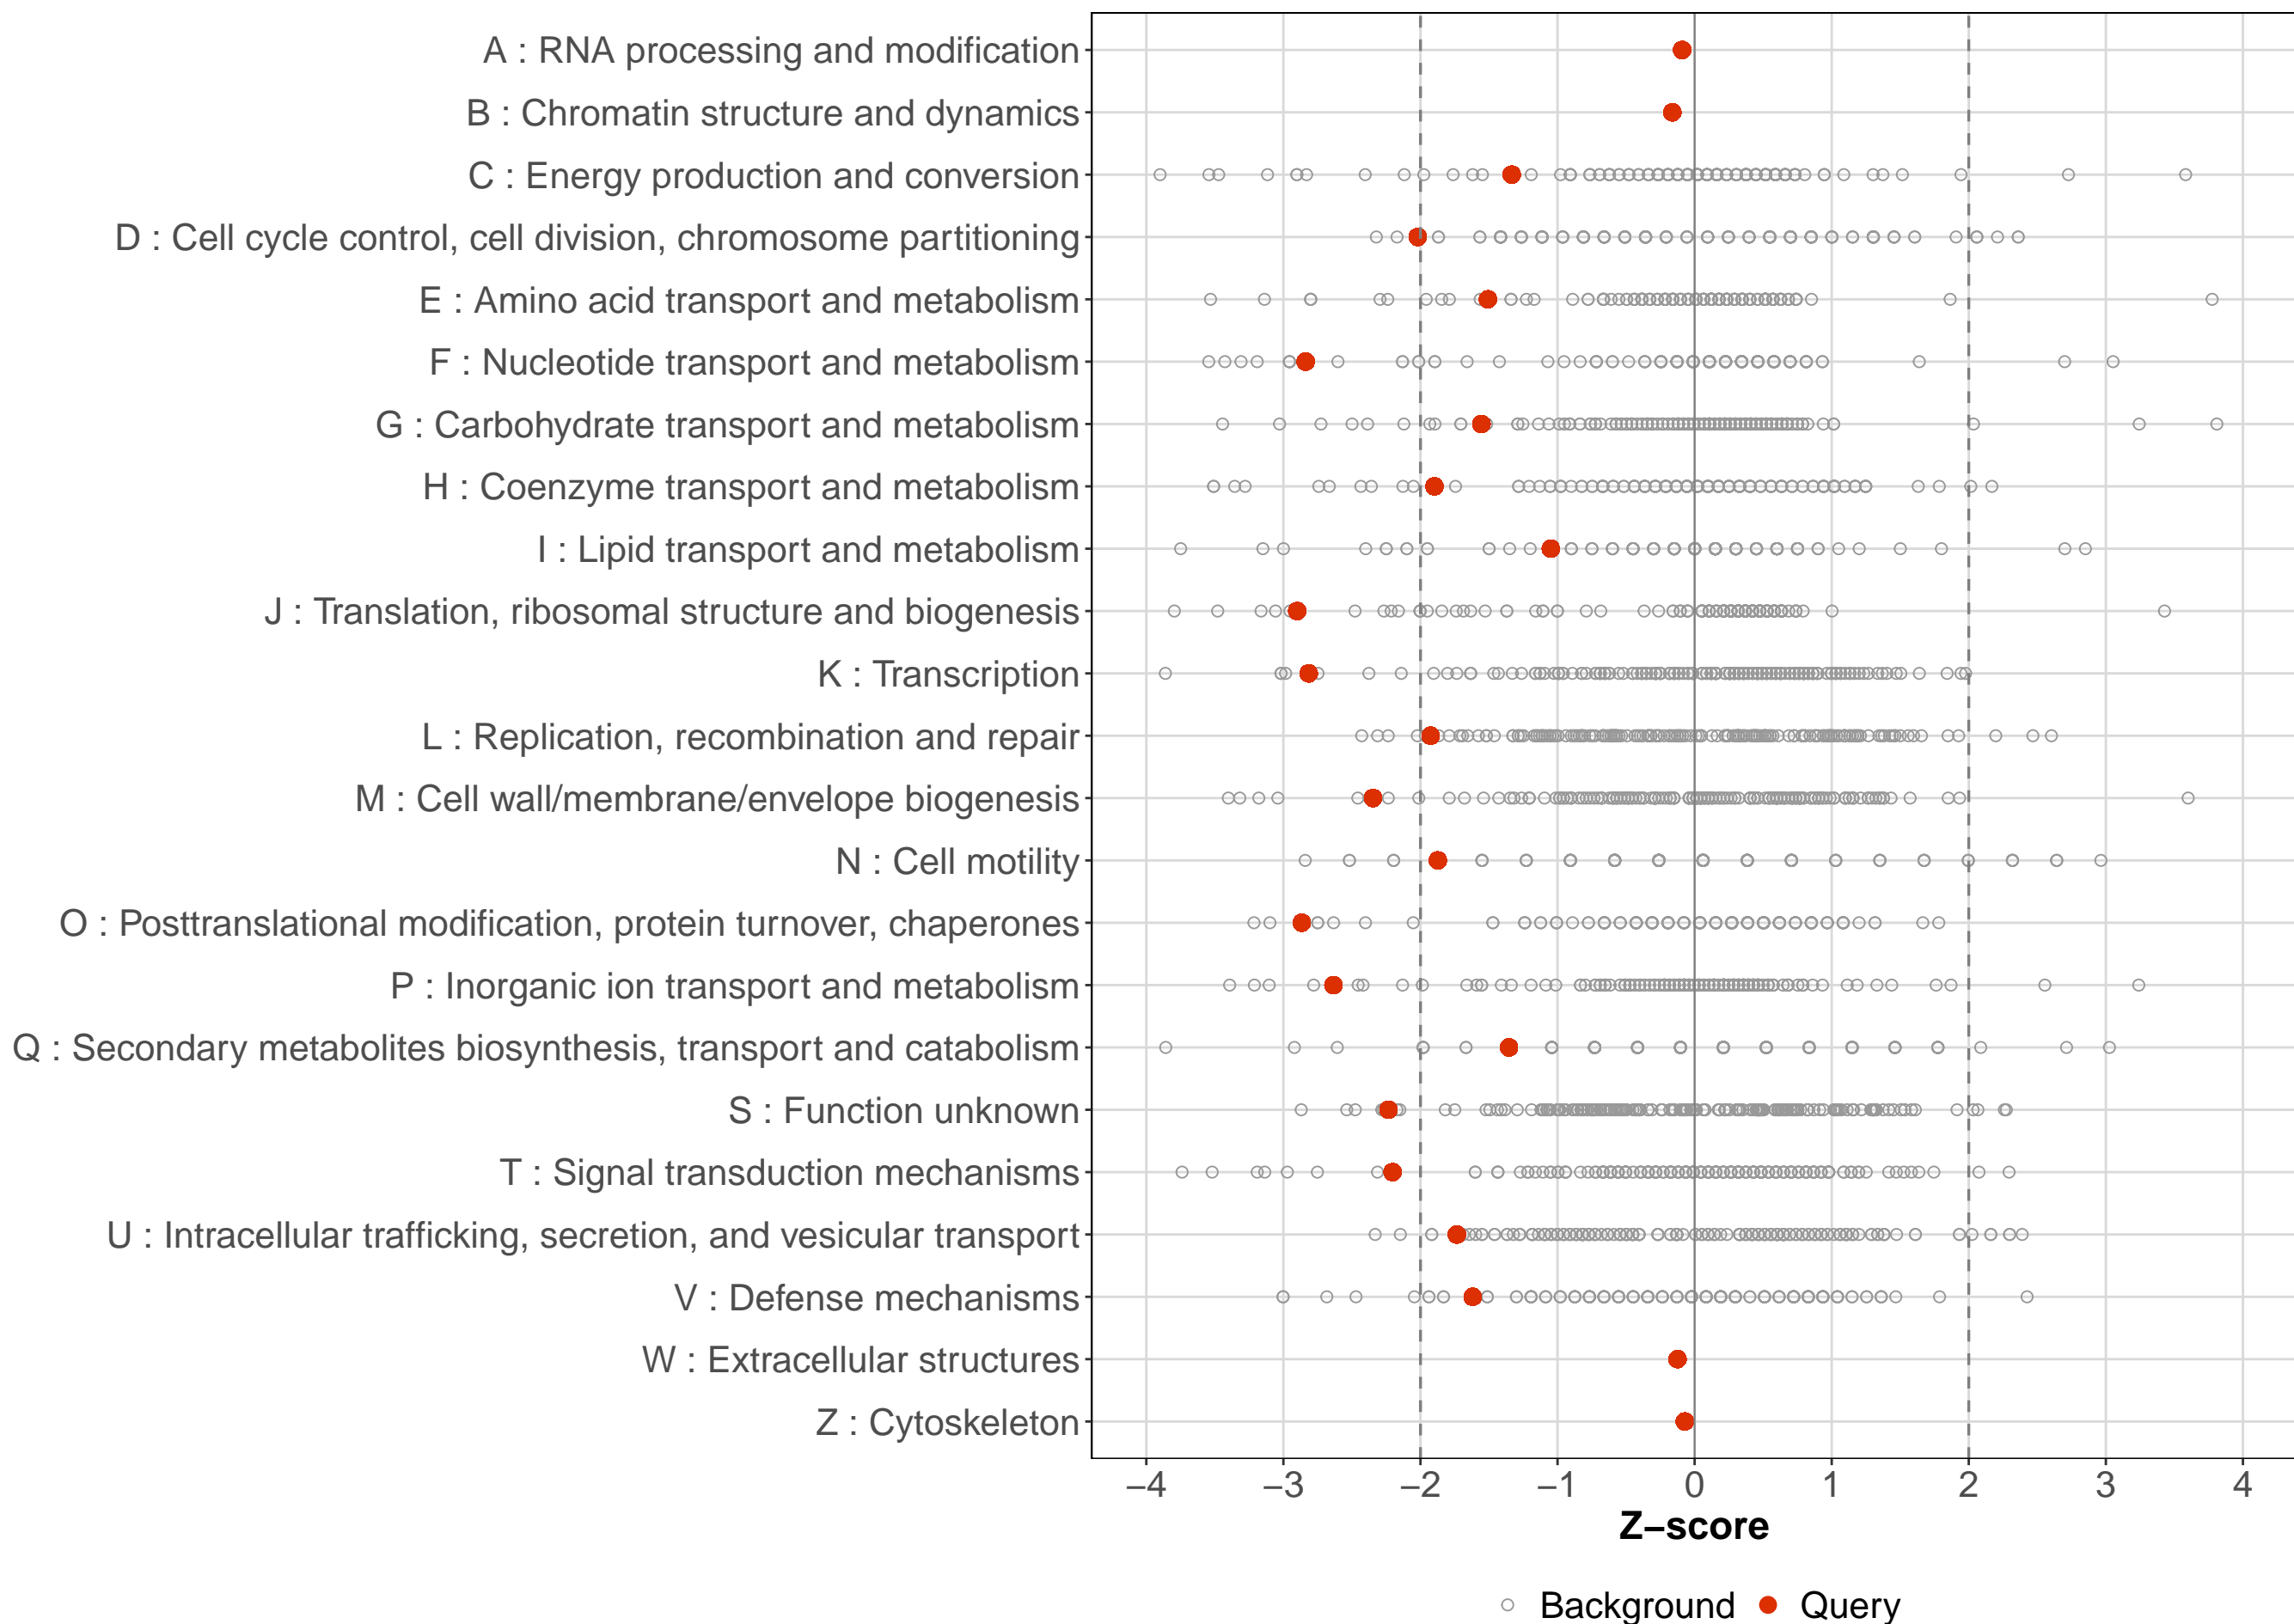 A : RNA processing and modification
B : Chromatin structure and dynamics
C : Energy production and conversion
D : Cell cycle control, cell division, chromosome partitioning
E : Amino acid transport and metabolism
F : Nucleotide transport and metabolism
G : Carbohydrate transport and metabolism
H : Coenzyme transport and metabolism
I : Lipid transport and metabolism
J : Translation, ribosomal structure and biogenesis
K : Transcription
L : Replication, recombination and repair
M : Cell wall/membrane/envelope biogenesis
N : Cell motility
O : Posttranslational modification, protein turnover, chaperones
P : Inorganic ion transport and metabolism
Q : Secondary metabolites biosynthesis, transport and catabolism
S : Function unknown
T : Signal transduction mechanisms
U : Intracellular trafficking, secretion, and vesicular transport
V : Defense mechanisms
W : Extracellular structures
Z : Cytoskeleton
−4 −3 −2 −1 0 1 2 3 4
Z−score
Background Query